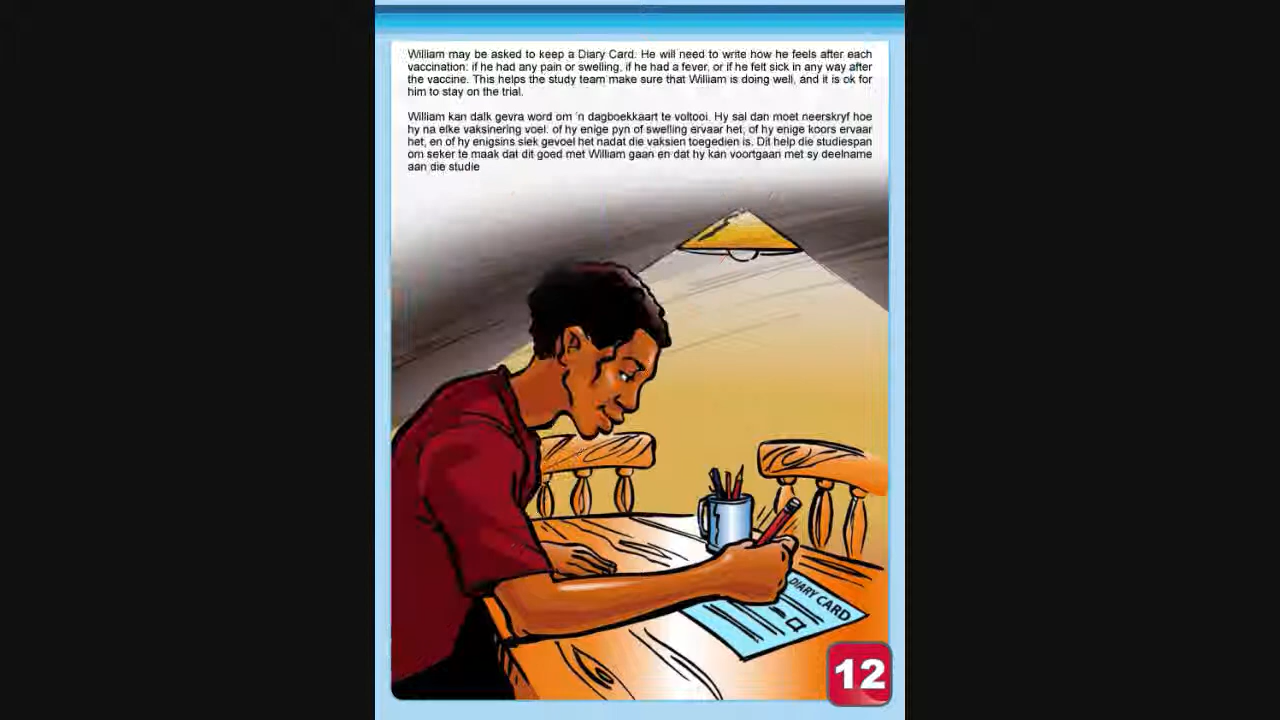 William may be asked to keep a Diary Card. He will need to write how he feels after each
vaccination: if he had any pain or swelling, if he had a fever, or if he felt sick in any way after
the vaccine. This helps the study team make sure that William is doing well, and it is ok for
him to stay on the trial.
William kan dalk gevra word om 'n dagboekkaart te voltooi. Hy sal dan moet neerskryf hoe
hy na elke vaksinering voel: of hy enige pyn of swelling ervaar het, of hy enige koors ervaar
het, en of hy enigsins siek gevoel het nadat die vaksien toegedien is. Dit help die studiespan
om seker te maak dat dit goed met William gaan en dat hy kan voortgaan met sy deelname
aan die studie
DIARY CARD
12